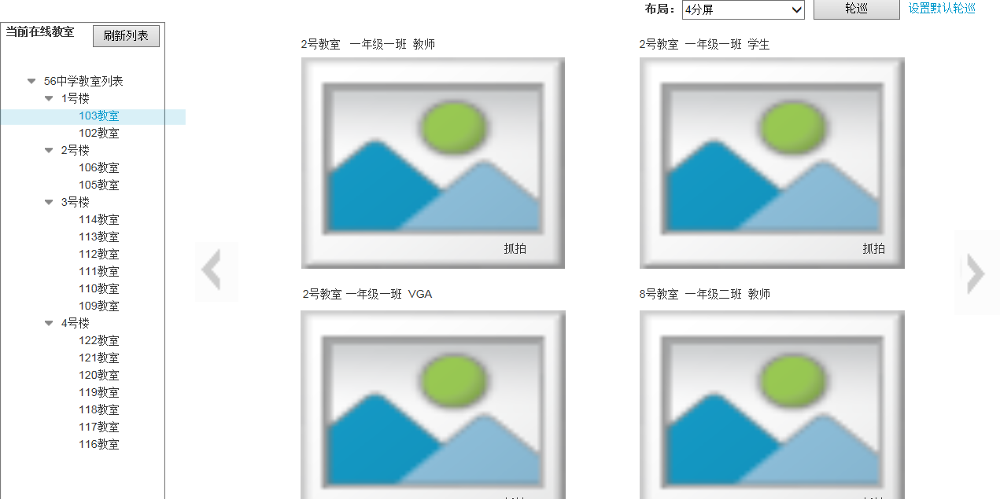 布局： 4分屏 轮巡 设置默认轮巡
当前在线教室 刷新列表
56中学教室列表
1号楼
103教室
102教室
2号楼
106教室
105教室
3号楼
114教室
113教室
112教室
111教室
110教室
109教室
4号楼
122教室
121教室
120教室
119教室
118教室
117教室
116教室
2号教室 一年级一班 教师
2号教室 一年级一班 学生
抓拍
抓拍
2号教室 一年级一班 VGA
8号教室 一年级二班 教师